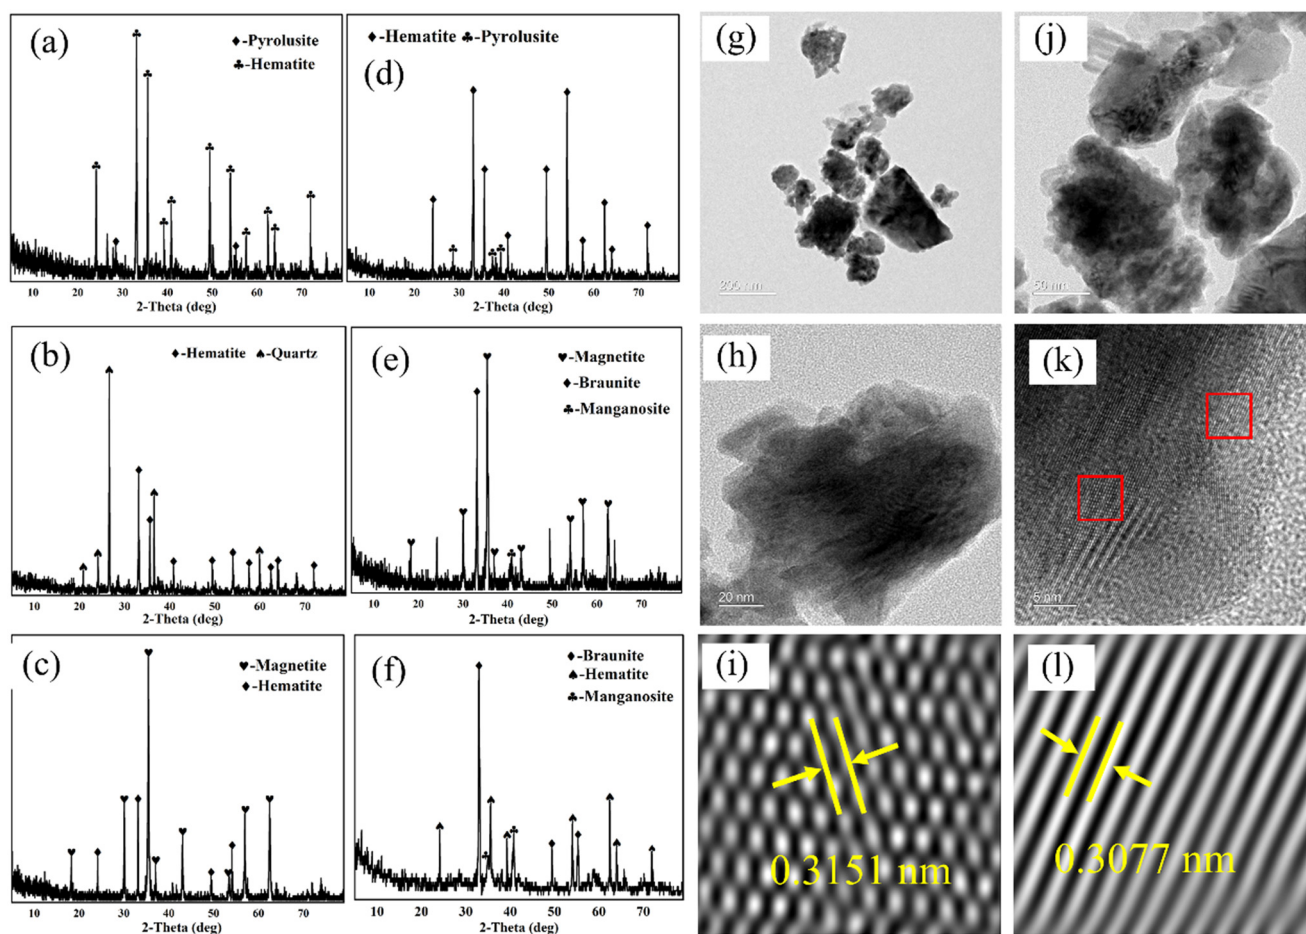 (a)
♦-Pyrolusite
♣-Hematite
10 20 30 40 50 60 70
2-Theta (deg)
(d)
♦-Hematite ♣-Pyrolusite
10 20 30 40 50 60 70
2-Theta (deg)
(g)
200 nm
(j)
50 nm
(b)
♦-Hematite ♠-Quartz
10 20 30 40 50 60 70
2-Theta (deg)
(e)
♥-Magnetite
♦-Braunite
♣-Manganosite
10 20 30 40 50 60 70
2-Theta (deg)
(h)
20 nm
(k)
5 nm
(c)
♥-Magnetite
♦-Hematite
10 20 30 40 50 60 70
2-Theta (deg)
(f)
♦-Braunite
♠-Hematite
♣-Manganosite
10 20 30 40 50 60 70
2-Theta (deg)
(i)
0.3151 nm
(l)
0.3077 nm